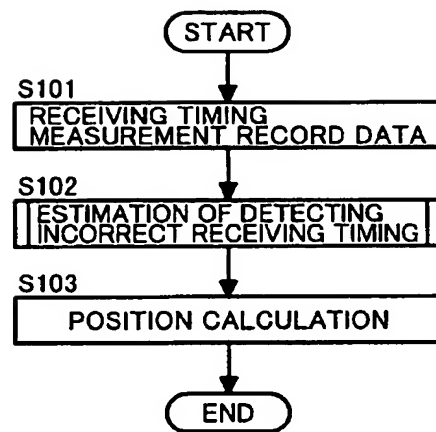 START
S101
RECEIVING TIMING
MEASUREMENT RECORD DATA
S102
ESTIMATION OF DETECTING
INCORRECT RECEIVING TIMING
S103
POSITION CALCULATION
END